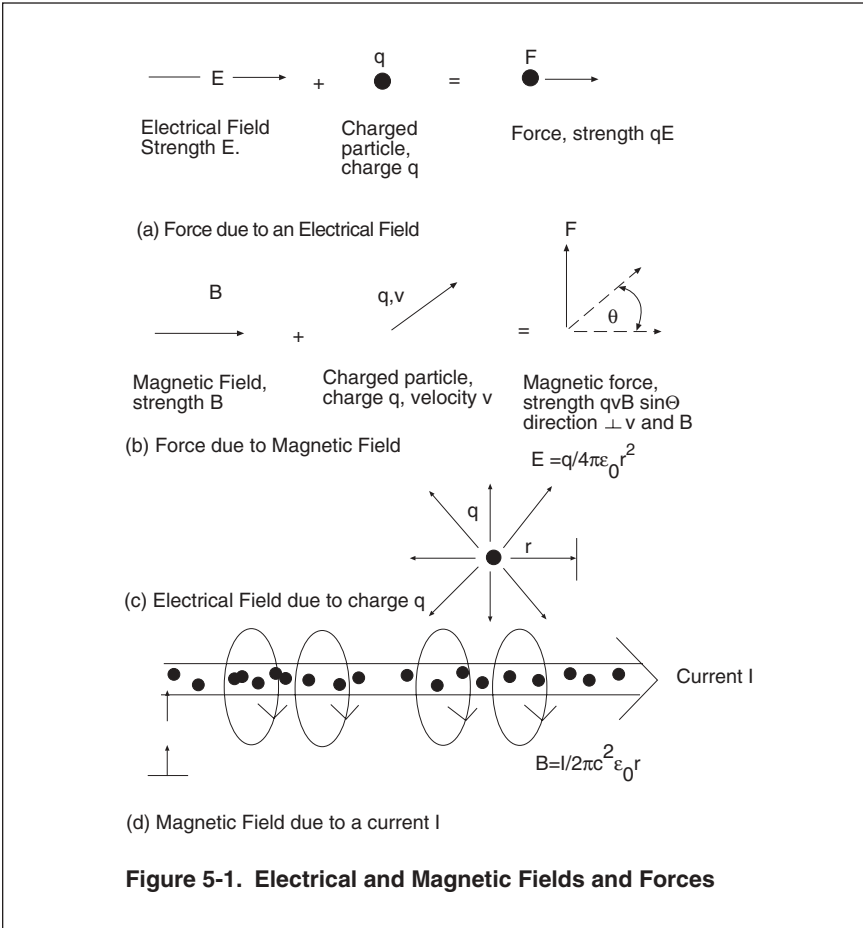 q
F
E
+
=
Electrical Field
Strength E.
Charged
particle,
charge q
Force, strength qE
(a) Force due to an Electrical Field
F
B
q,v
θ
+
=
Magnetic Field,
strength B
Charged particle,
charge q, velocity v
Magnetic force,
strength qvB sinΘ
direction ⊥ v and B
(b) Force due to Magnetic Field
E =q/4πε₀r²
q
r
(c) Electrical Field due to charge q
Current I
B=I/2πc²ε₀r
(d) Magnetic Field due to a current I
Figure 5-1. Electrical and Magnetic Fields and Forces